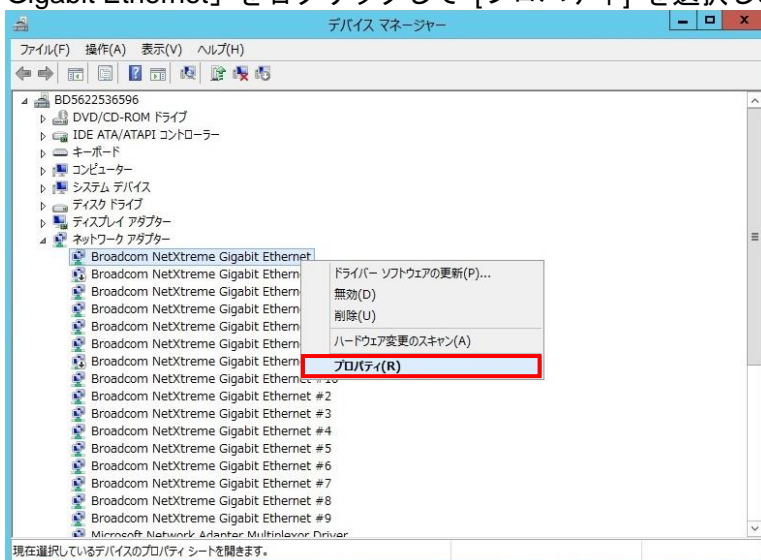 Gigabit Ethernet」を右クリックして [プロパティ] を選択し
デバイス マネージャー
ファイル(F) 操作(A) 表示(V) ヘルプ(H)
BD5622536596
DVD/CD-ROM ドライブ
IDE ATA/ATAPI コントローラー
キーボード
コンピューター
システム デバイス
ディスク ドライブ
ディスプレイ アダプター
ネットワーク アダプター
Broadcom NetXtreme Gigabit Ethernet
Broadcom NetXtreme Gigabit Ethern
Broadcom NetXtreme Gigabit Ethern
Broadcom NetXtreme Gigabit Ethern
Broadcom NetXtreme Gigabit Ethern
Broadcom NetXtreme Gigabit Ethern
Broadcom NetXtreme Gigabit Ethern
Broadcom NetXtreme Gigabit Ethernet #10
Broadcom NetXtreme Gigabit Ethernet #2
Broadcom NetXtreme Gigabit Ethernet #3
Broadcom NetXtreme Gigabit Ethernet #4
Broadcom NetXtreme Gigabit Ethernet #5
Broadcom NetXtreme Gigabit Ethernet #6
Broadcom NetXtreme Gigabit Ethernet #7
Broadcom NetXtreme Gigabit Ethernet #8
Broadcom NetXtreme Gigabit Ethernet #9
Microsoft Network Adapter Multiplexor Driver
ドライバー ソフトウェアの更新(P)...
無効(D)
削除(U)
ハードウェア変更のスキャン(A)
プロパティ(R)
現在選択しているデバイスのプロパティ シートを開きます。